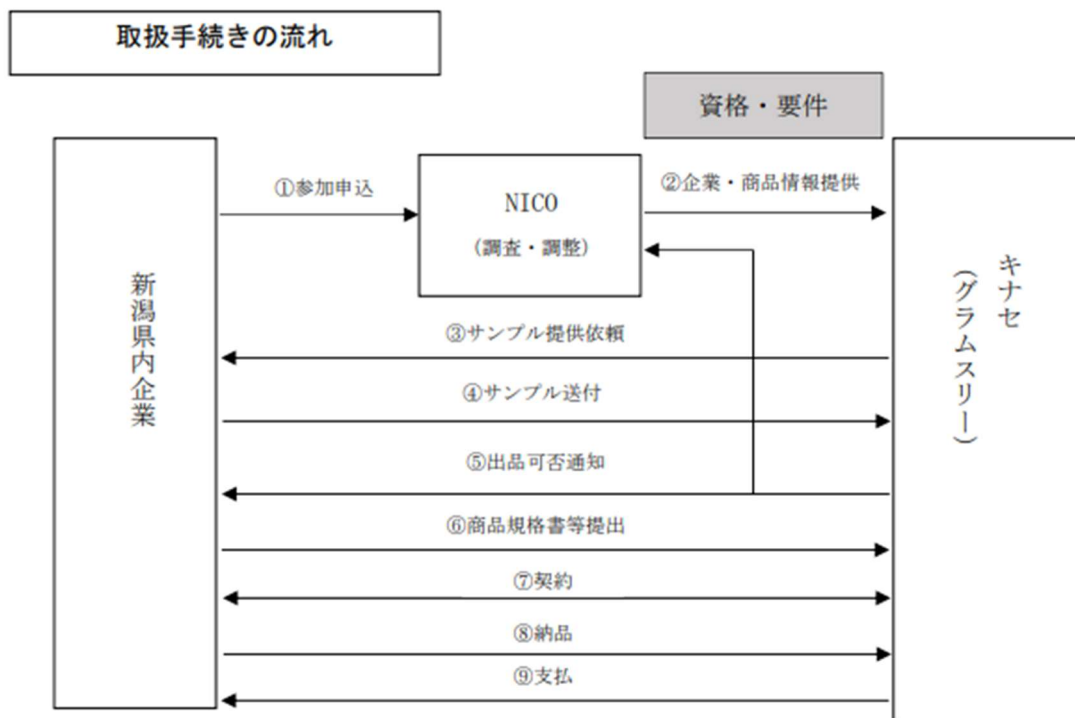 取扱手続きの流れ
資格・要件
①参加申込
NICO
(調査・調整)
②企業・商品情報提供
新潟県内企業
キナセ
(グラムスリー)
③サンプル提供依頼
④サンプル送付
⑤出品可否通知
⑥商品規格書等提出
⑦契約
⑧納品
⑨支払